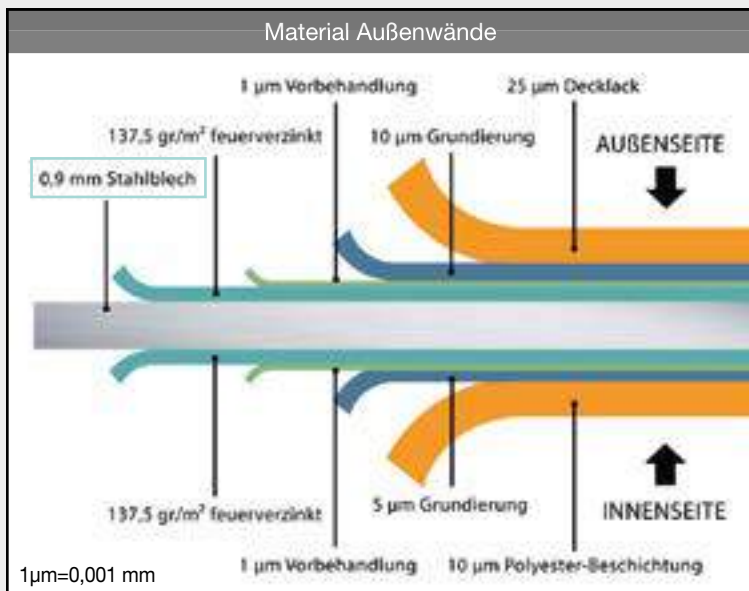 Material Außenwände
1 µm Vorbehandlung
25 µm Decklack
137,5 gr/m² feuerverzinkt
10 µm Grundierung
AUßENSEITE
0,9 mm Stahlblech
137,5 gr/m² feuerverzinkt
5 µm Grundierung
INNENSEITE
1 µm Vorbehandlung
10 µm Polyester-Beschichtung
1µm=0,001 mm